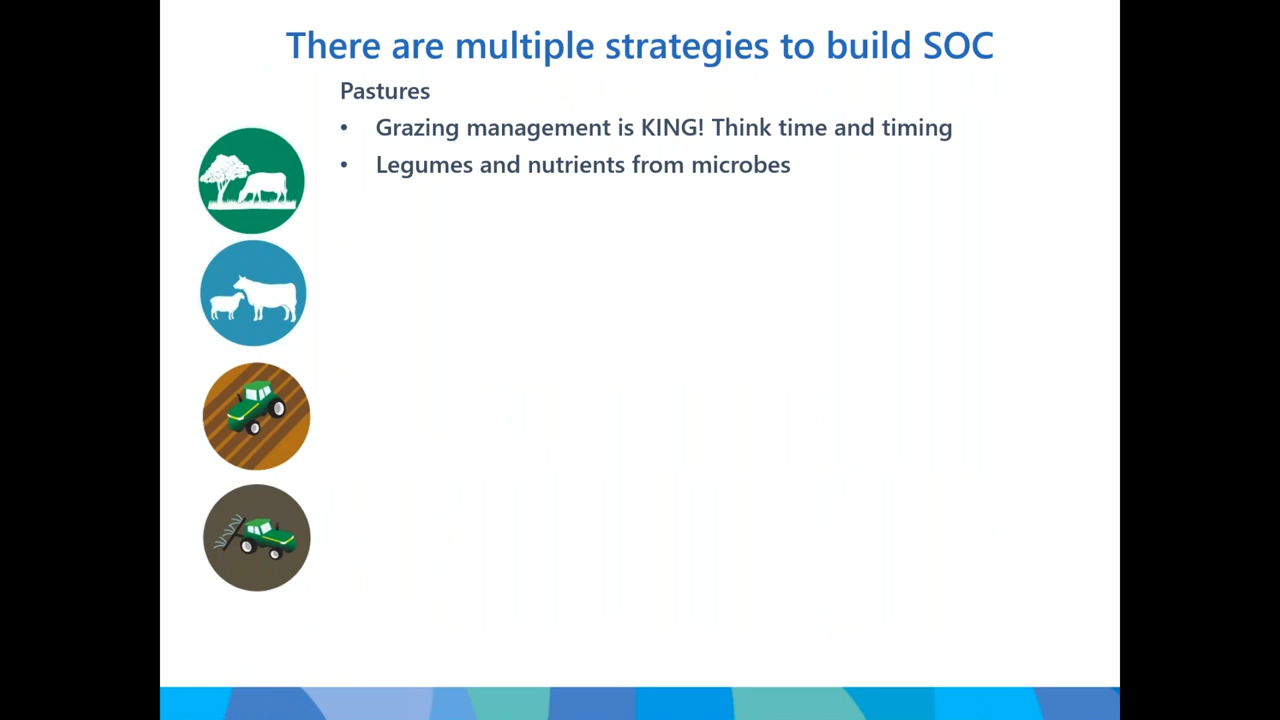 There are multiple strategies to build SOC
Pastures
• Grazing management is KING! Think time and timing
• Legumes and nutrients from microbes